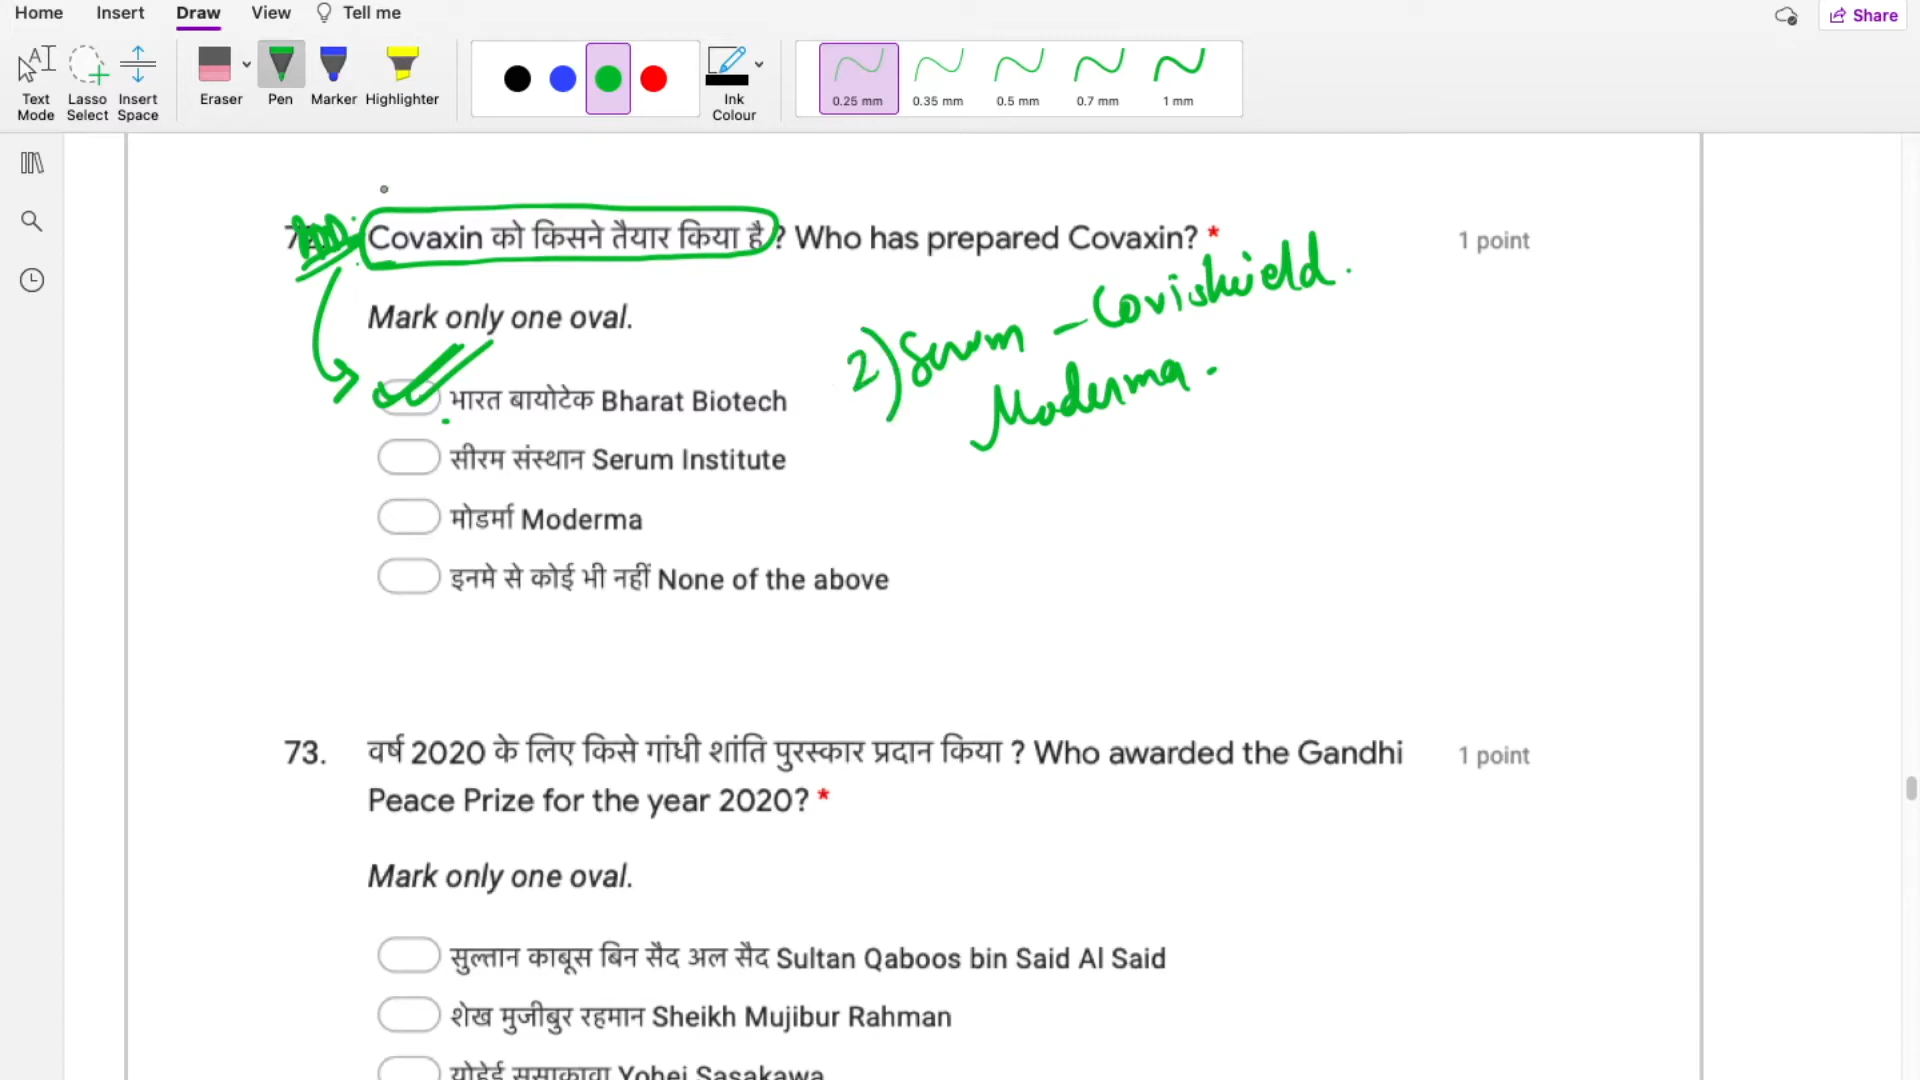 Home Insert Draw View Tell me
Share
Text Mode
Lasso Select
Insert Space
Eraser
Pen
Marker
Highlighter
Ink Colour
0.25 mm
0.35 mm
0.5 mm
0.7 mm
1 mm
Covaxin को किसने तैयार किया है ? Who has prepared Covaxin? * 1 point
Mark only one oval.
2) Serum - Covishield.
Moderma.
भारत बायोटेक Bharat Biotech
सीरम संस्थान Serum Institute
मोडर्मा Moderma
इनमे से कोई भी नहीं None of the above
73. वर्ष 2020 के लिए किसे गांधी शांति पुरस्कार प्रदान किया ? Who awarded the Gandhi 1 point
Peace Prize for the year 2020? *
Mark only one oval.
सुल्तान काबूस बिन सैद अल सैद Sultan Qaboos bin Said Al Said
शेख मुजीबुर रहमान Sheikh Mujibur Rahman
योहेई ससाकावा Yohei Sasakawa